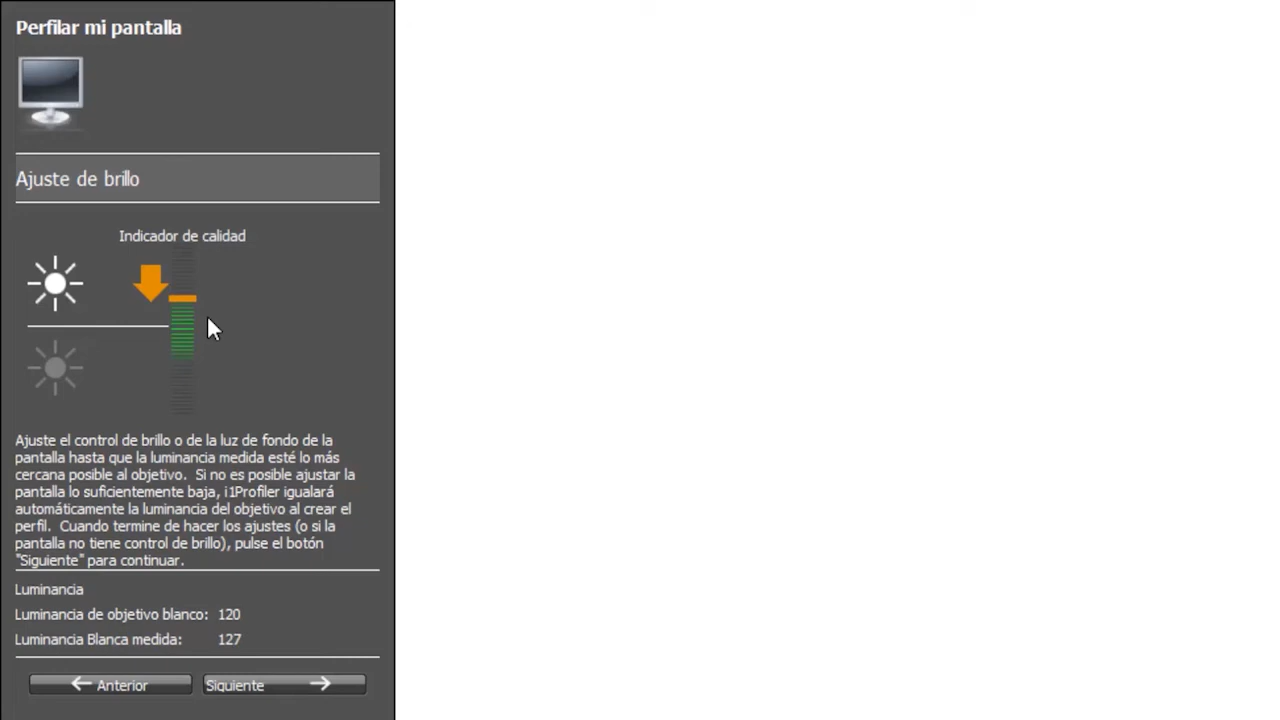 Perfilar mi pantalla
Ajuste de brillo
Indicador de calidad
Ajuste el control de brillo o de la luz de fondo de la
pantalla hasta que la luminancia medida esté lo más
cercana posible al objetivo.  Si no es posible ajustar la
pantalla lo suficientemente baja, i1Profiler igualará
automáticamente la luminancia del objetivo al crear el
perfil.  Cuando termine de hacer los ajustes (o si la
pantalla no tiene control de brillo), pulse el botón
"Siguiente" para continuar.
Luminancia
Luminancia de objetivo blanco: 120
Luminancia Blanca medida: 127
Anterior Siguiente